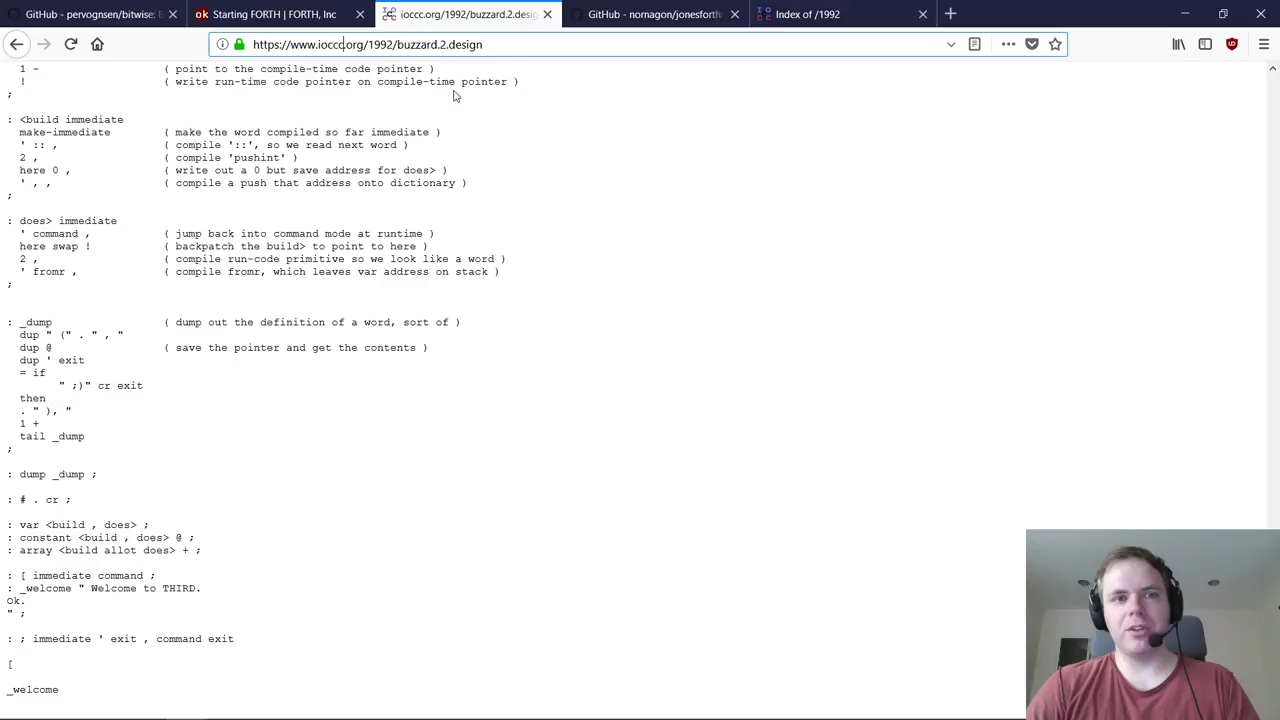 GitHub - pervognsen/bitwise: B
Starting FORTH | FORTH, Inc
ioccc.org/1992/buzzard.2.design
GitHub - nornagon/jonesforth
Index of /1992
https://www.ioccc.org/1992/buzzard.2.design
1 - ( point to the compile-time code pointer )
! ( write run-time code pointer on compile-time pointer )
;
: <build immediate
make-immediate ( make the word compiled so far immediate )
' :: , ( compile '::', so we read next word )
2 , ( compile 'pushint' )
here 0 , ( write out a 0 but save address for does> )
' , , ( compile a push that address onto dictionary )
;
: does> immediate
' command , ( jump back into command mode at runtime )
here swap ! ( backpatch the build> to point to here )
2 , ( compile run-code primitive so we look like a word )
' fromr , ( compile fromr, which leaves var address on stack )
;
: _dump ( dump out the definition of a word, sort of )
dup " (" . " , "
dup @ ( save the pointer and get the contents )
dup ' exit
= if
" ;)" cr exit
then
. " ), "
1 +
tail _dump
;
: dump _dump ;
: # . cr ;
: var <build , does> ;
: constant <build , does> @ ;
: array <build allot does> + ;
: [ immediate command ;
: _welcome " Welcome to THIRD.
Ok.
" ;
: ; immediate ' exit , command exit
[
_welcome